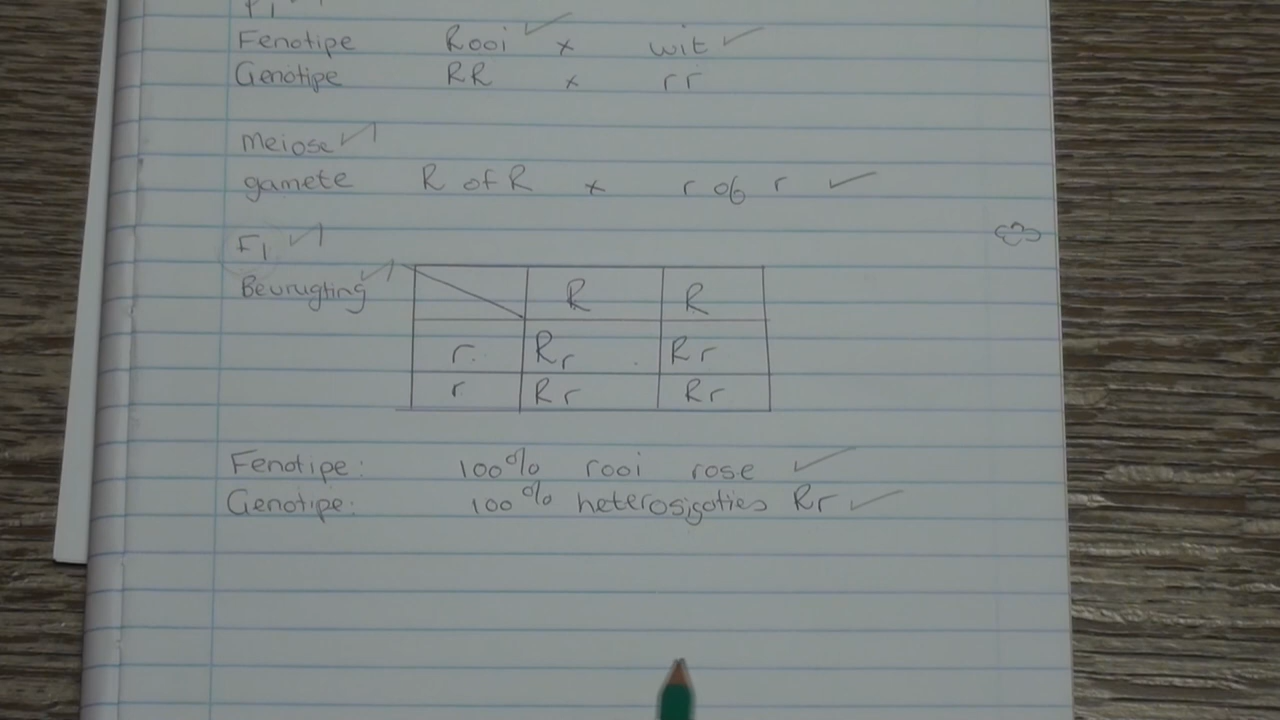 P1
Fenotipe Rooi x wit
Genotipe RR x rr
Meiose
gamete R of R x r of r
F1
Bevrugting R R
r Rr Rr
r Rr Rr
Fenotipe: 100% rooi rose
Genotipe: 100% heterosigoties Rr